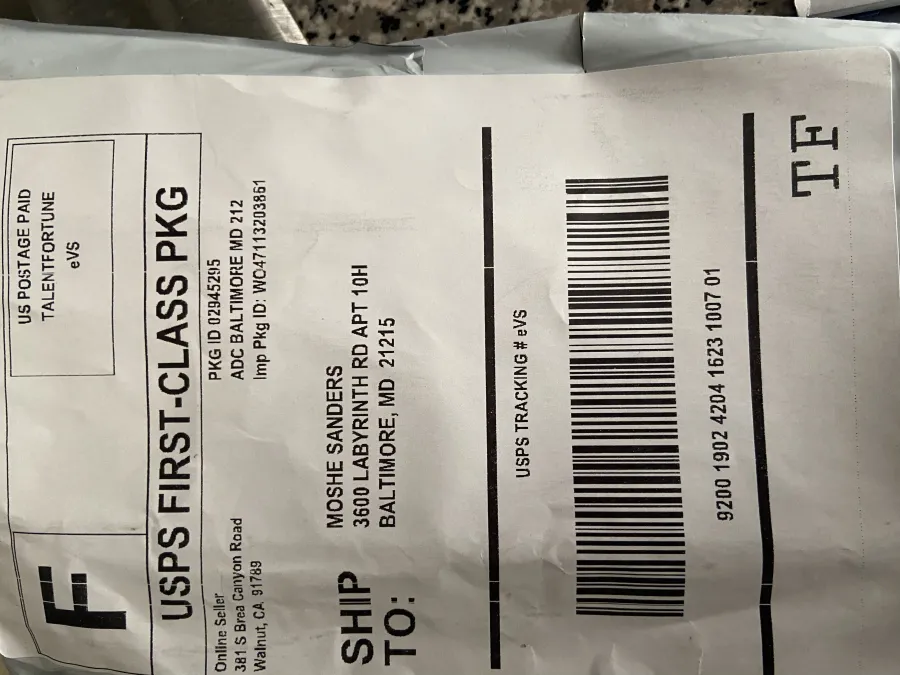 F
US POSTAGE PAID
TALENTFORTUNE
eVS
USPS FIRST-CLASS PKG
Online Seller
381 S Brea Canyon Road
Walnut, CA 91789
PKG ID 02945295
ADC BALTIMORE MD 212
Imp Pkg ID: WO47113203861
SHIP
TO:
MOSHE SANDERS
3600 LABYRINTH RD APT 10H
BALTIMORE, MD 21215
USPS TRACKING # eVS
9200 1902 4204 1623 1007 01
TF